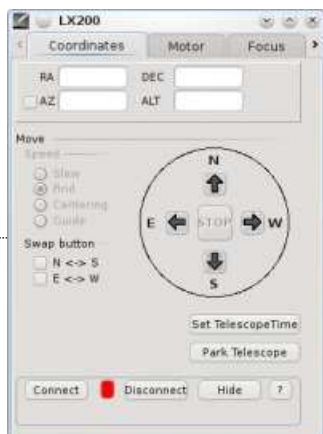 LX200
Coordinates Motor Focus
RA DEC
AZ ALT
Move
Speed
Slew
Find
Centering
Guide
N
E STOP W
S
Swap button
N <-> S
E <-> W
Set TelescopeTime
Park Telescope
Connect Disconnect Hide ?